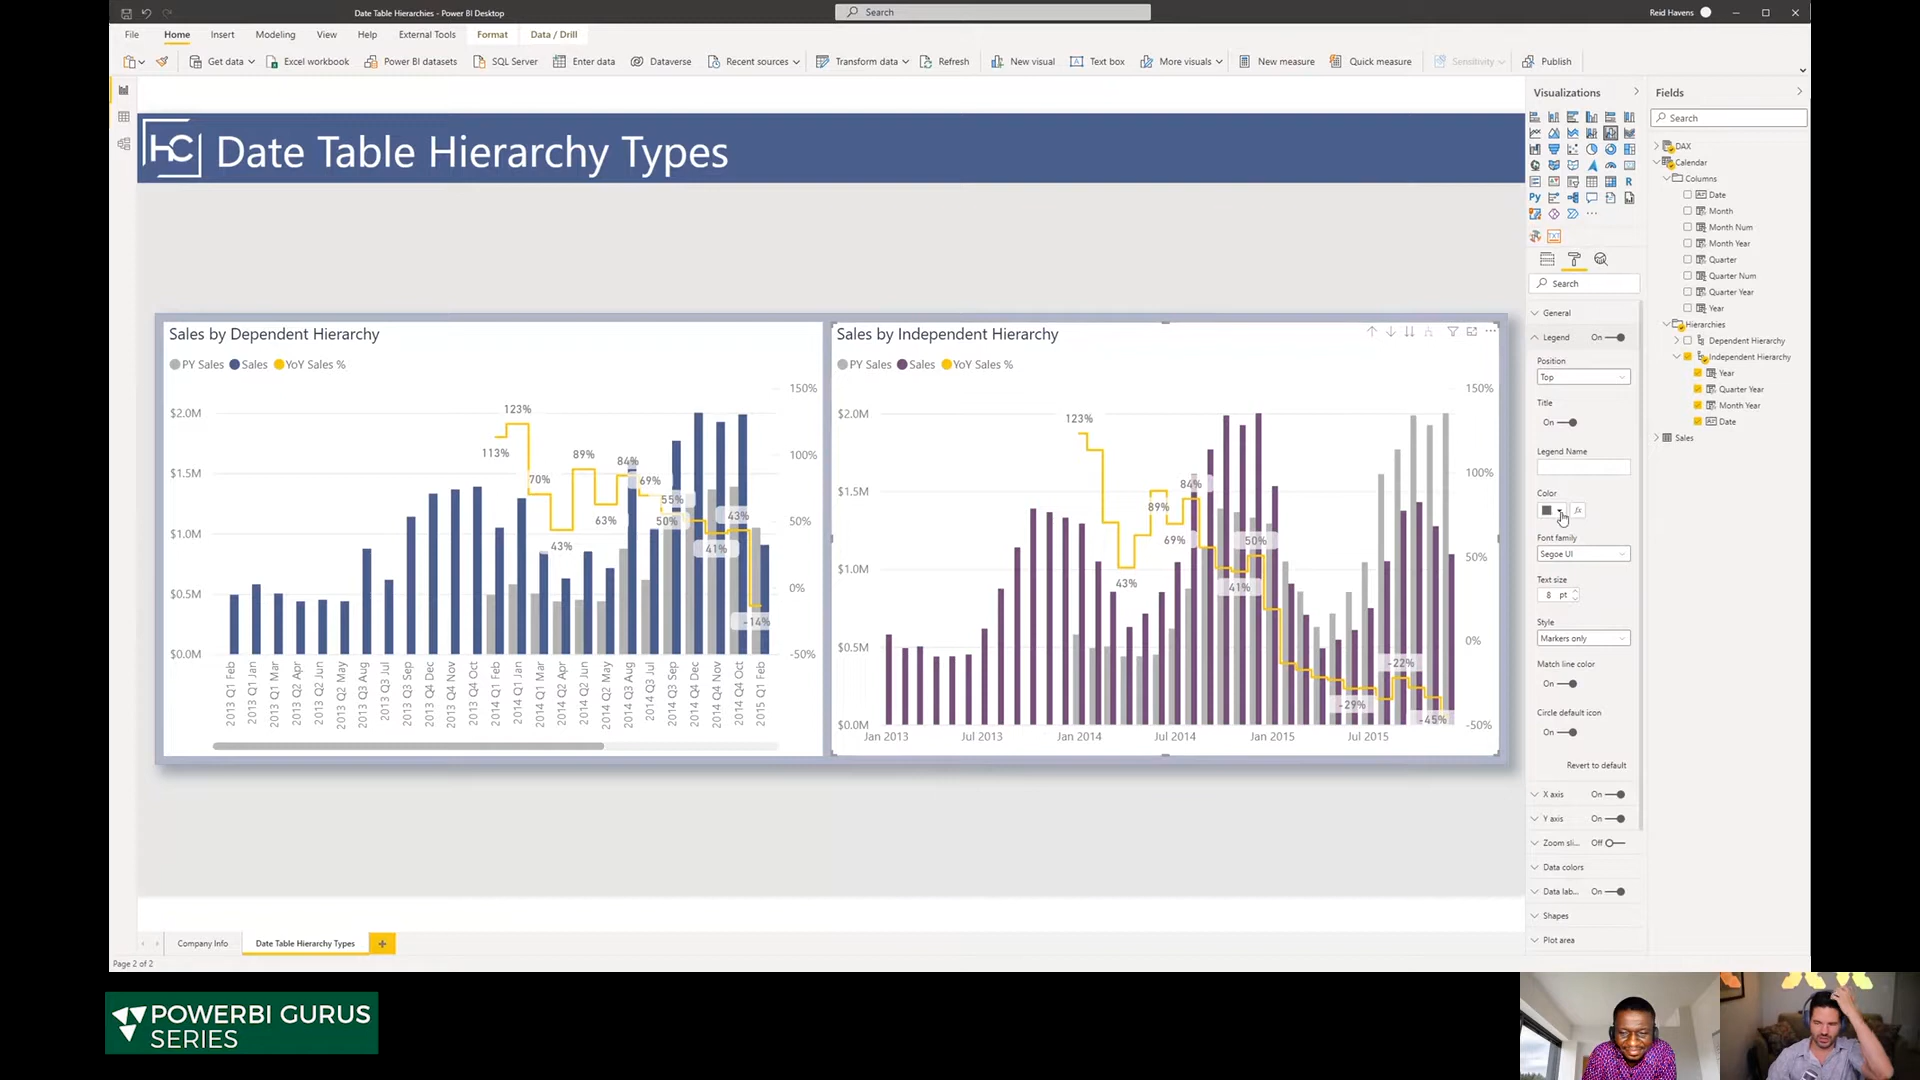 Date Table Hierarchies - Power BI Desktop
Search
Reid Havens
File Home Insert Modeling View Help External Tools Format Data / Drill
Get data Excel workbook Power BI datasets SQL Server Enter data Dataverse Recent sources Transform data Refresh New visual Text box More visuals New measure Quick measure Sensitivity Publish
HC Date Table Hierarchy Types
Sales by Dependent Hierarchy
PY Sales Sales YoY Sales %
$2.0M
$1.5M
$1.0M
$0.5M
$0.0M
150%
100%
50%
0%
-50%
123%
113%
70%
89%
43%
63%
84%
69%
55%
50%
43%
41%
-14%
2013 Q1 Feb
2013 Q1 Jan
2013 Q1 Mar
2013 Q2 Apr
2013 Q2 Jun
2013 Q2 May
2013 Q3 Aug
2013 Q3 Jul
2013 Q3 Sep
2013 Q4 Dec
2013 Q4 Nov
2013 Q4 Oct
2014 Q1 Feb
2014 Q1 Jan
2014 Q1 Mar
2014 Q2 Apr
2014 Q2 Jun
2014 Q2 May
2014 Q3 Aug
2014 Q3 Jul
2014 Q3 Sep
2014 Q4 Dec
2014 Q4 Nov
2014 Q4 Oct
2015 Q1 Feb
Sales by Independent Hierarchy
PY Sales Sales YoY Sales %
$2.0M
$1.5M
$1.0M
$0.5M
$0.0M
150%
100%
50%
0%
-50%
123%
43%
89%
69%
84%
41%
50%
-29%
-22%
-45%
Jan 2013 Jul 2013 Jan 2014 Jul 2014 Jan 2015 Jul 2015
Visualizations
R
Py
TXT
Search
General
Legend On
Position
Top
Title
On
Legend Name
Color
fx
Font family
Segoe UI
Text size
8 pt
Style
Markers only
Match line color
On
Circle default icon
On
Revert to default
X axis On
Y axis On
Zoom sli... Off
Data colors
Data lab... On
Shapes
Plot area
Fields
Search
DAX
Calendar
Columns
Date
Month
Month Num
Month Year
Quarter
Quarter Num
Quarter Year
Year
Hierarchies
Dependent Hierarchy
Independent Hierarchy
Year
Quarter Year
Month Year
Date
Sales
Company Info Date Table Hierarchy Types +
Page 2 of 2
POWERBI GURUS
SERIES